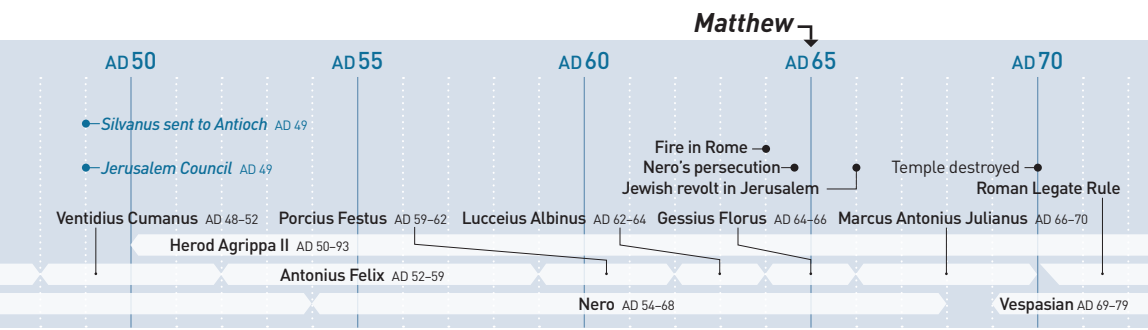 Matthew
AD 50 AD 55 AD 60 AD 65 AD 70
Silvanus sent to Antioch AD 49
Fire in Rome
Jerusalem Council AD 49
Nero's persecution
Temple destroyed
Jewish revolt in Jerusalem
Roman Legate Rule
Ventidius Cumanus AD 48–52 Porcius Festus AD 59–62 Lucceius Albinus AD 62–64 Gessius Florus AD 64–66 Marcus Antonius Julianus AD 66–70
Herod Agrippa II AD 50–93
Antonius Felix AD 52–59
Nero AD 54–68 Vespasian AD 69–79